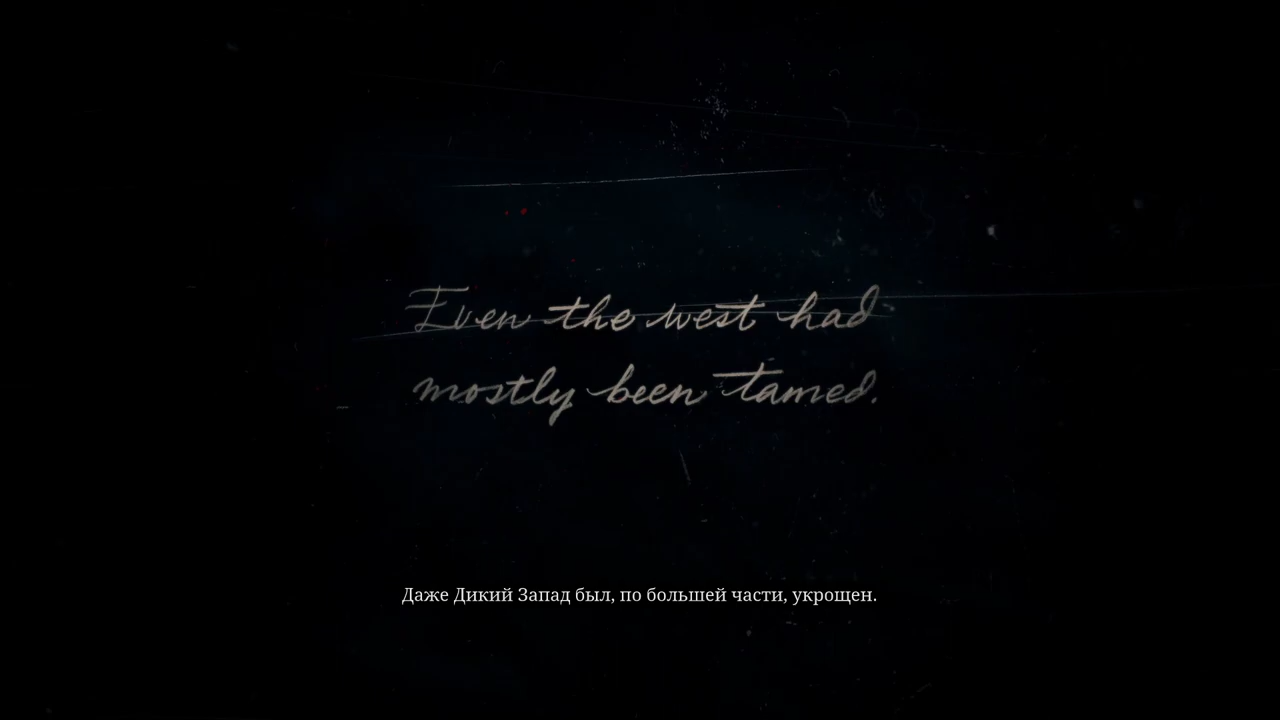 Even the west had
mostly been tamed.
Даже Дикий Запад был, по большей части, укрощен.